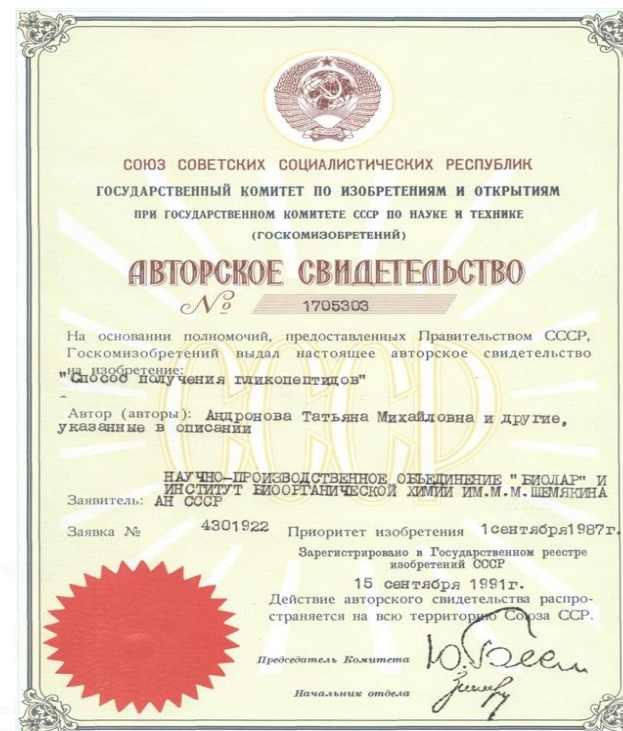 СОЮЗ СОВЕТСКИХ СОЦИАЛИСТИЧЕСКИХ РЕСПУБЛИК
ГОСУДАРСТВЕННЫЙ КОМИТЕТ ПО ИЗОБРЕТЕНИЯМ И ОТКРЫТИЯМ
ПРИ ГОСУДАРСТВЕННОМ КОМИТЕТЕ СССР ПО НАУКЕ И ТЕХНИКЕ
(ГОСКОМИЗОБРЕТЕНИЙ)
АВТОРСКОЕ СВИДЕТЕЛЬСТВО
№ 1705303
СССР
На основании полномочий, предоставленных Правительством СССР,
Госкомизобретений выдал настоящее авторское свидетельство
на изобретение:
"Способ получения гликопептидов"
Автор (авторы): Андронова Татьяна Михайловна и другие,
указанные в описании
НАУЧНО-ПРОИЗВОДСТВЕННОЕ ОБЪЕДИНЕНИЕ "БИОЛАР" И
ИНСТИТУТ БИООРГАНИЧЕСКОЙ ХИМИИ ИМ.М.М.ШЕМЯКИНА
Заявитель: АН СССР
Заявка № 4301922 Приоритет изобретения 1сентября1987г.
Зарегистрировано в Государственном реестре
изобретений СССР
15 сентября 1991г.
Действие авторского свидетельства распро-
страняется на всю территорию Союза ССР.
Председатель Комитета
Начальник отдела